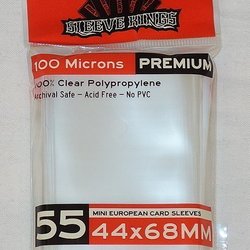 SLEEVE KINGS
100 Microns PREMIUM
100% Clear Polypropylene
Archival Safe - Acid Free - No PVC
55 MINI EUROPEAN CARD SLEEVES
44x68MM